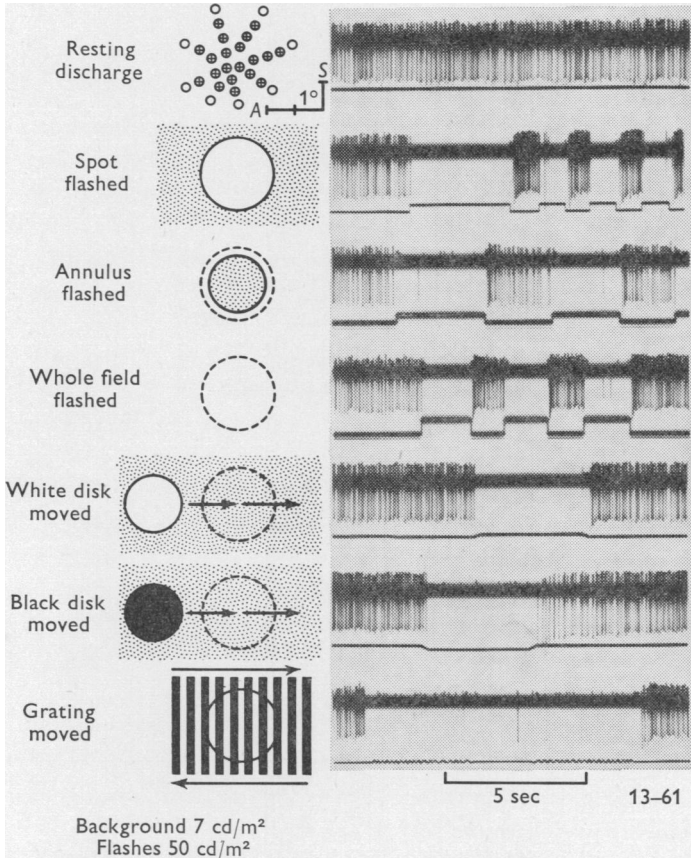 Resting
discharge
S
A
1°
Spot
flashed
Annulus
flashed
Whole field
flashed
White disk
moved
Black disk
moved
Grating
moved
5 sec
13–61
Background 7 cd/m²
Flashes 50 cd/m²